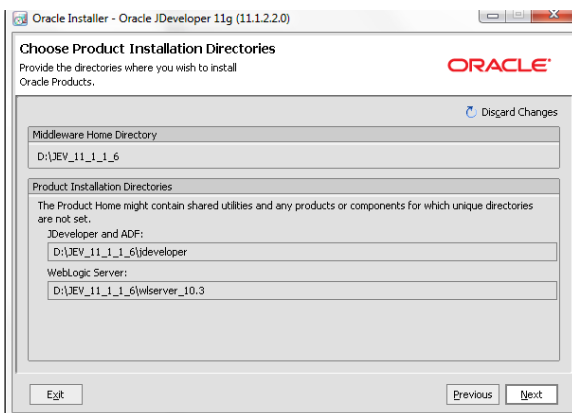 Oracle Installer - Oracle JDeveloper 11g (11.1.2.2.0)
Choose Product Installation Directories
Provide the directories where you wish to install
Oracle Products.
ORACLE
Discard Changes
Middleware Home Directory
D:\JEV_11_1_1_6
Product Installation Directories
The Product Home might contain shared utilities and any products or components for which unique directories
are not set.
JDeveloper and ADF:
D:\JEV_11_1_1_6\jdeveloper
WebLogic Server:
D:\JEV_11_1_1_6\wlserver_10.3
Exit
Previous
Next